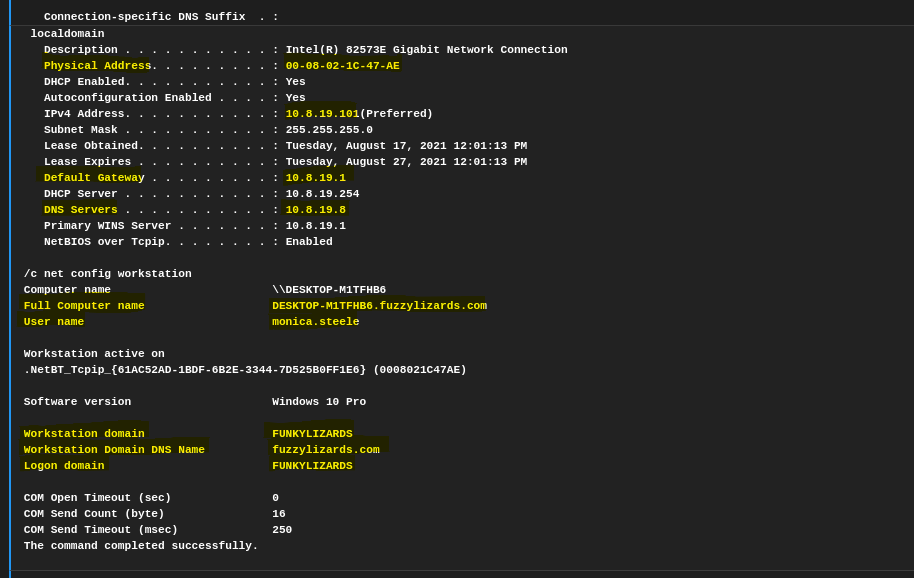 Connection-specific DNS Suffix  . :
localdomain
Description . . . . . . . . . . . : Intel(R) 82573E Gigabit Network Connection
Physical Address. . . . . . . . . : 00-08-02-1C-47-AE
DHCP Enabled. . . . . . . . . . . : Yes
Autoconfiguration Enabled . . . . : Yes
IPv4 Address. . . . . . . . . . . : 10.8.19.101(Preferred)
Subnet Mask . . . . . . . . . . . : 255.255.255.0
Lease Obtained. . . . . . . . . . : Tuesday, August 17, 2021 12:01:13 PM
Lease Expires . . . . . . . . . . : Tuesday, August 27, 2021 12:01:13 PM
Default Gateway . . . . . . . . . : 10.8.19.1
DHCP Server . . . . . . . . . . . : 10.8.19.254
DNS Servers . . . . . . . . . . . : 10.8.19.8
Primary WINS Server . . . . . . . : 10.8.19.1
NetBIOS over Tcpip. . . . . . . . : Enabled
/c net config workstation
Computer name                        \\DESKTOP-M1TFHB6
Full Computer name                   DESKTOP-M1TFHB6.fuzzylizards.com
User name                            monica.steele
Workstation active on
.NetBT_Tcpip_{61AC52AD-1BDF-6B2E-3344-7D525B0FF1E6} (0008021C47AE)
Software version                     Windows 10 Pro
Workstation domain                   FUNKYLIZARDS
Workstation Domain DNS Name          fuzzylizards.com
Logon domain                         FUNKYLIZARDS
COM Open Timeout (sec)               0
COM Send Count (byte)                16
COM Send Timeout (msec)              250
The command completed successfully.